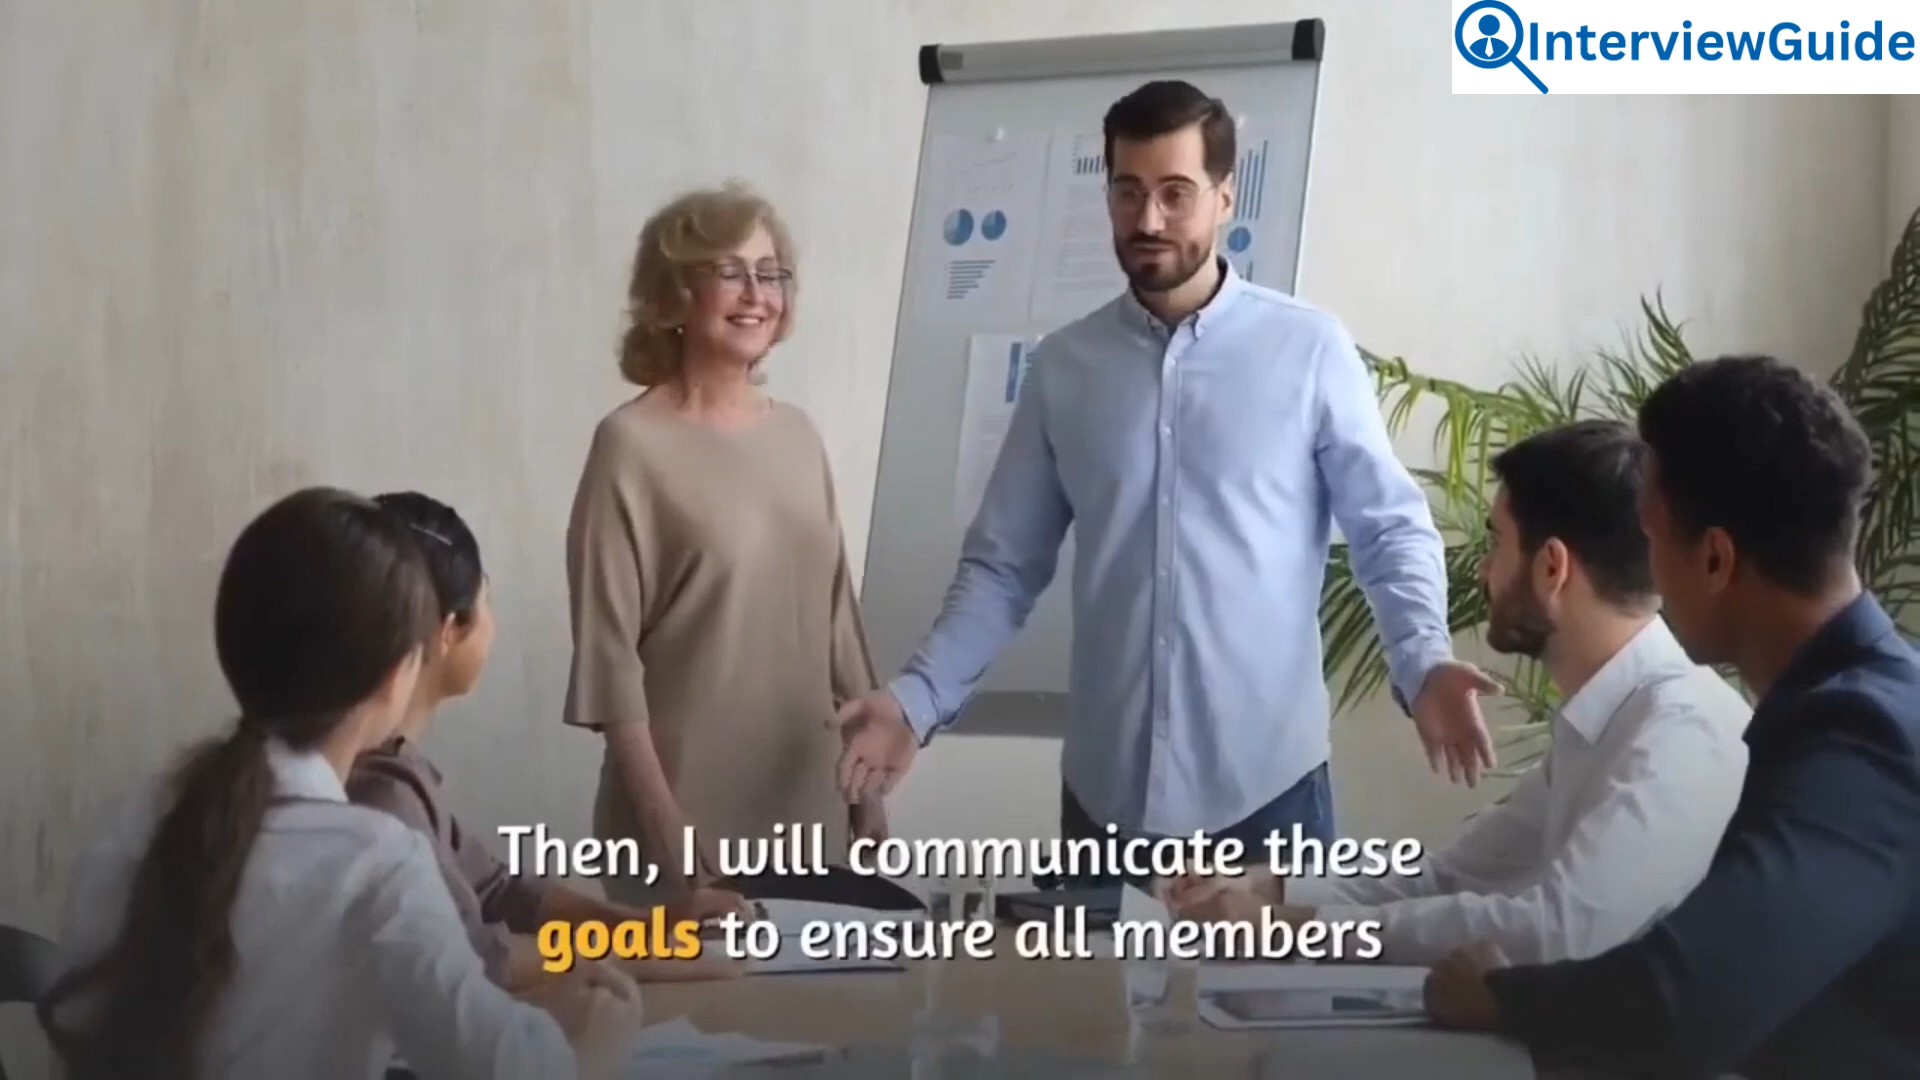 InterviewGuide
Then, I will communicate these
goals to ensure all members